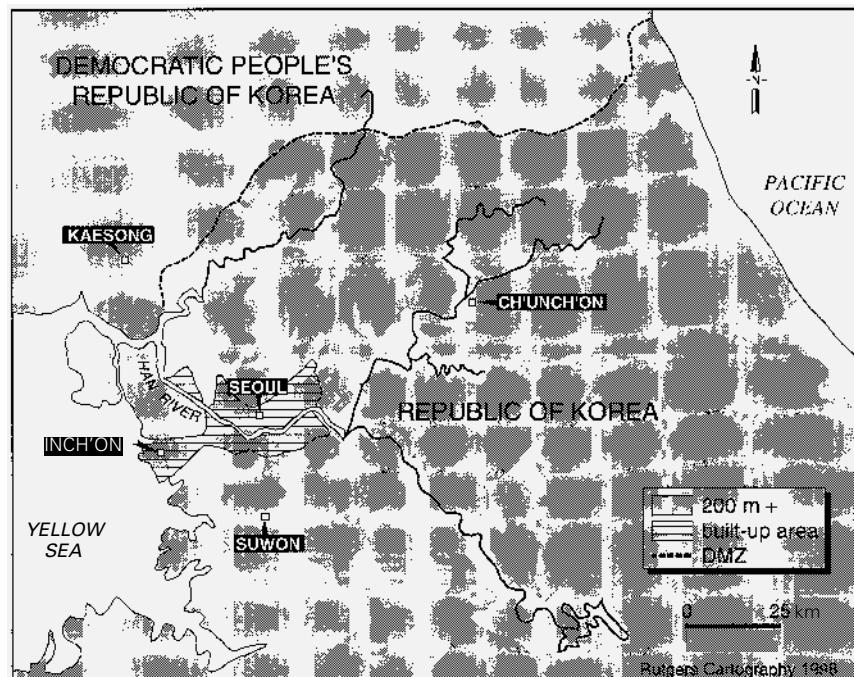 DEMOCRATIC PEOPLE'S
REPUBLIC OF KOREA
N
PACIFIC
OCEAN
KAESONG
CH'UNCH'ON
HAN RIVER
SEOUL
REPUBLIC OF KOREA
INCH'ON
YELLOW
SEA
SUWON
200 m +
built-up area
DMZ
0 25 km
Rutgers Cartography 1998